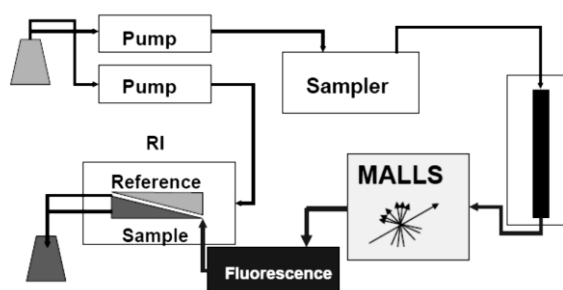 Pump
Pump
Sampler
RI
Reference
Sample
MALLS
Fluorescence